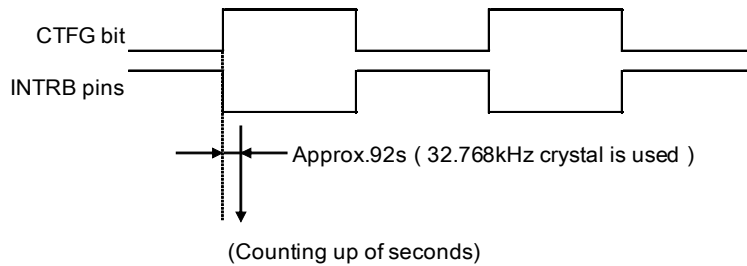 CTFG bit
INTRB pins
Approx.92s ( 32.768kHz crystal is used )
(Counting up of seconds)